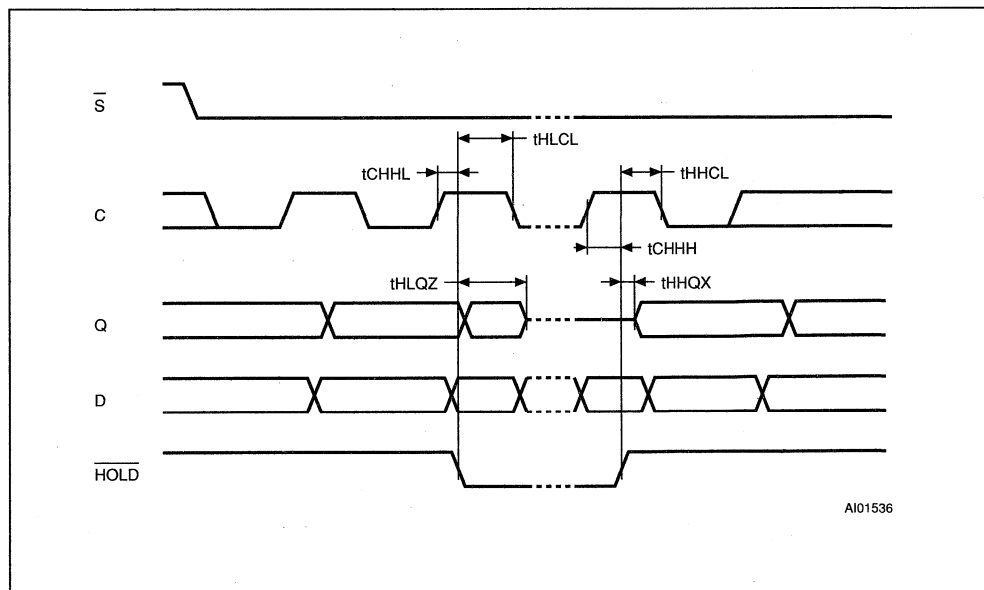 S
tHLCL
tCHHL
tHHCL
C
tCHHH
tHLQZ
tHHQX
Q
D
HOLD
AI01536